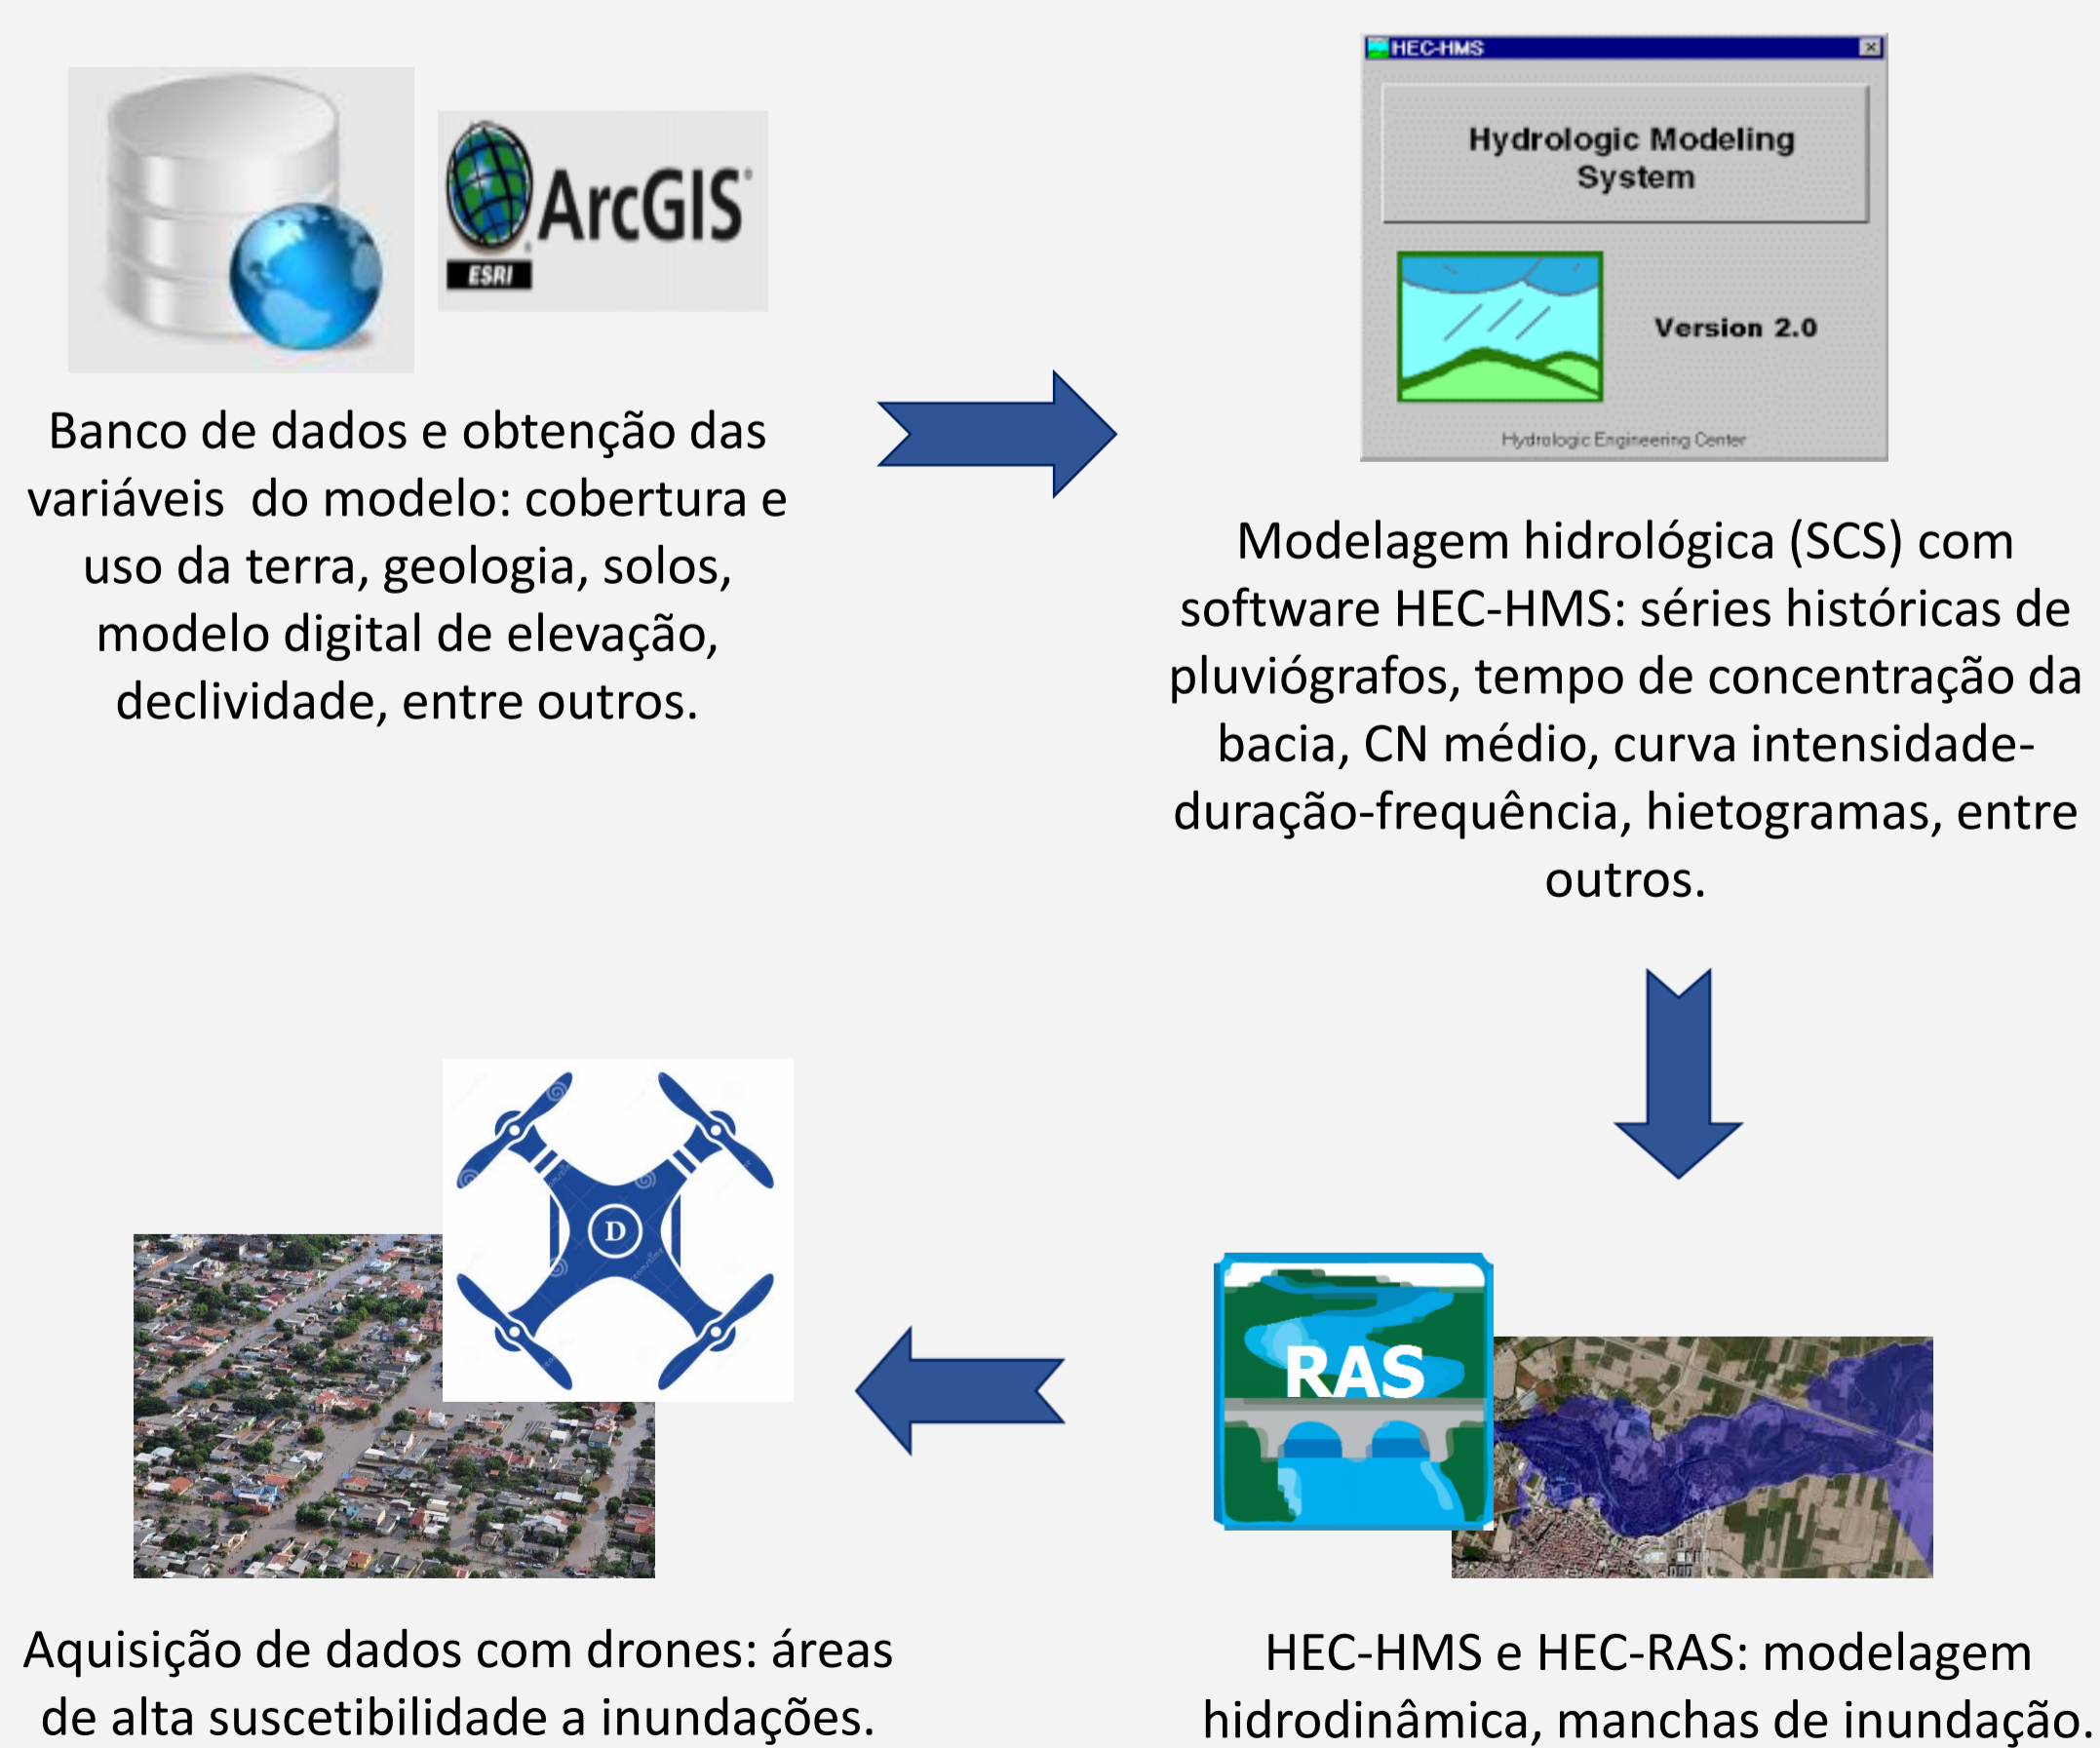 ArcGIS
ESRI
Banco de dados e obtenção das
variáveis do modelo: cobertura e
uso da terra, geologia, solos,
modelo digital de elevação,
declividade, entre outros.
HEC-HMS
Hydrologic Modeling
System
Version 2.0
Hydrologic Engineering Center
Modelagem hidrológica (SCS) com
software HEC-HMS: séries históricas de
pluviógrafos, tempo de concentração da
bacia, CN médio, curva intensidade-
duração-frequência, hietogramas, entre
outros.
RAS
HEC-HMS e HEC-RAS: modelagem
hidrodinâmica, manchas de inundação.
D
Aquisição de dados com drones: áreas
de alta suscetibilidade a inundações.